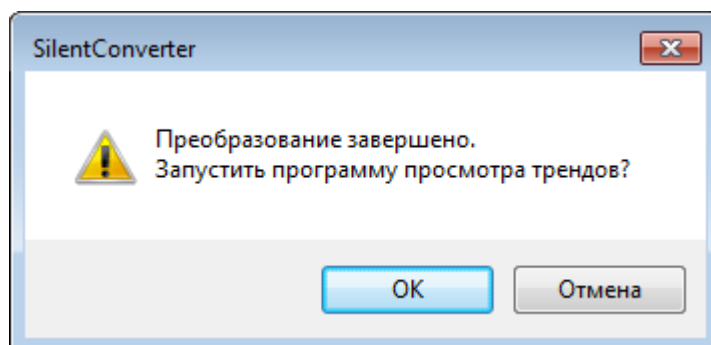 SilentConverter
Преобразование завершено.
Запустить программу просмотра трендов?
OK
Отмена